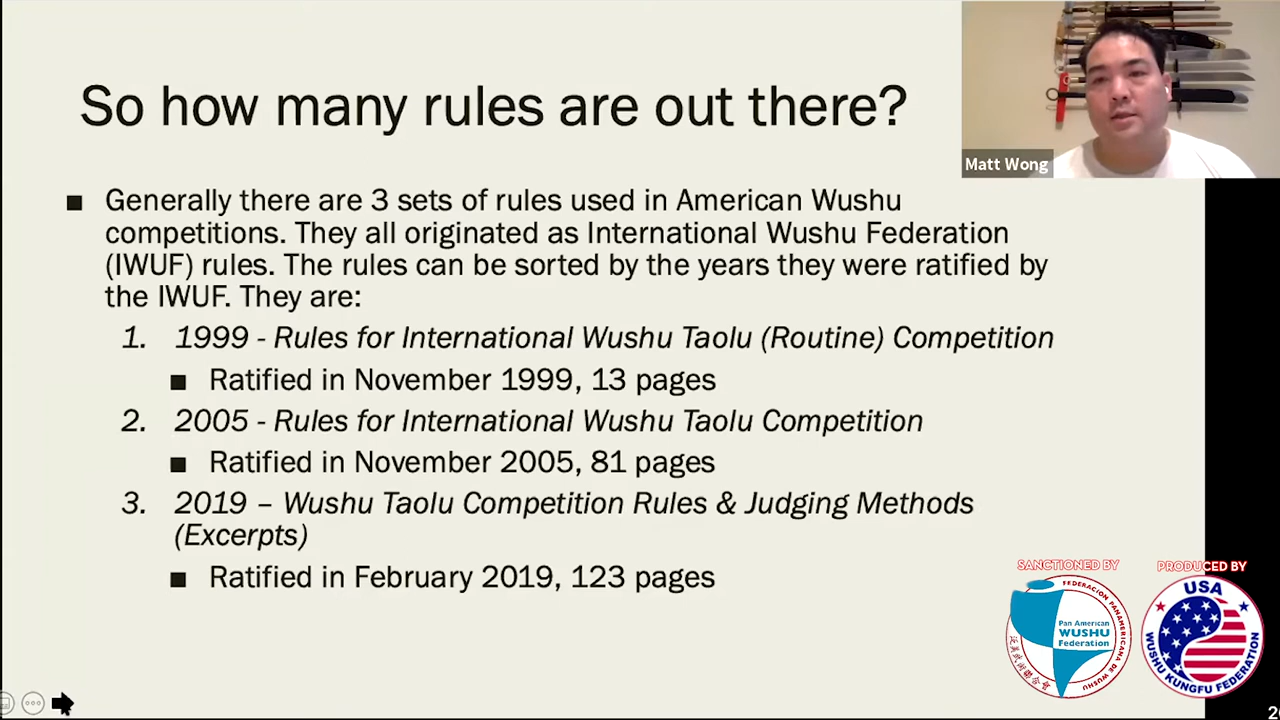 So how many rules are out there?
Matt Wong
■ Generally there are 3 sets of rules used in American Wushu
competitions. They all originated as International Wushu Federation
(IWUF) rules. The rules can be sorted by the years they were ratified by
the IWUF. They are:
1. 1999 - Rules for International Wushu Taolu (Routine) Competition
■ Ratified in November 1999, 13 pages
2. 2005 - Rules for International Wushu Taolu Competition
■ Ratified in November 2005, 81 pages
3. 2019 – Wushu Taolu Competition Rules & Judging Methods
(Excerpts)
■ Ratified in February 2019, 123 pages
SANCTIONED BY
FEDERACION PANAMERICANA DE WUSHU
Pan American
WUSHU
Federation
PRODUCED BY
USA
WUSHU KUNGFU FEDERATION